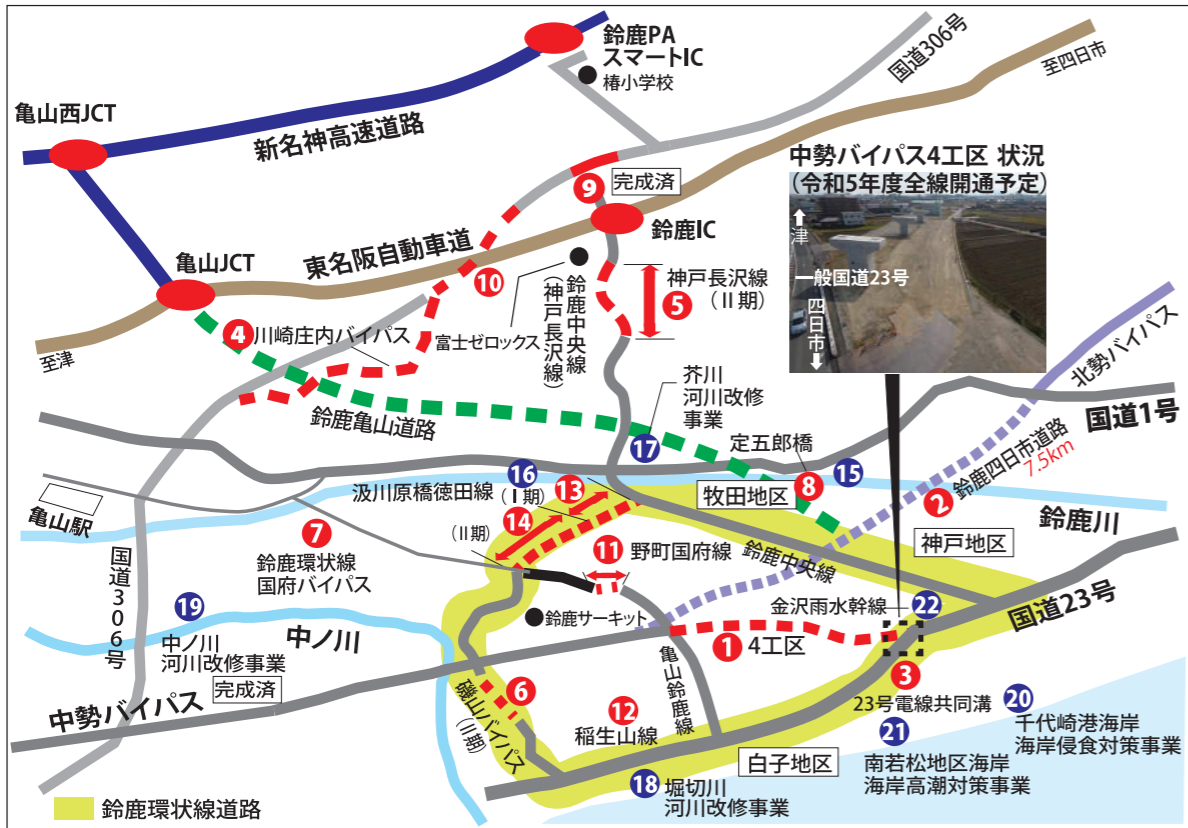 鈴鹿PA
スマートIC
椿小学校
国道306号
至四日市
亀山西JCT
新名神高速道路
中勢バイパス4工区 状況
(令和5年度全線開通予定)
津
一般国道23号
四日市
9
完成済
鈴鹿IC
亀山JCT
東名阪自動車道
10
神戸長沢線
(II期)
5
鈴鹿中央線
(神戸長沢線)
富士ゼロックス
4
川崎庄内バイパス
至津
北勢バイパス
芥川
河川改修
事業
17
鈴鹿亀山道路
国道1号
定五郎橋
鈴鹿四日市道路
7.5km
2
16
15
汲川原橋徳田線
(I期)
13
牧田地区
8
亀山駅
14
(II期)
鈴鹿川
7
鈴鹿環状線
国府バイパス
11
野町国府線
鈴鹿中央線
神戸地区
国道306号
金沢雨水幹線
22
国道23号
19
中ノ川
河川改修事業
中ノ川
鈴鹿サーキット
1
4工区
3
中勢バイパス
完成済
磯山バイパス
(II期)
6
亀山鈴鹿線
23号電線共同溝
12
稲生山線
20
千代崎港海岸
海岸侵食対策事業
21
南若松地区海岸
海岸高潮対策事業
白子地区
18
堀切川
河川改修事業
鈴鹿環状線道路